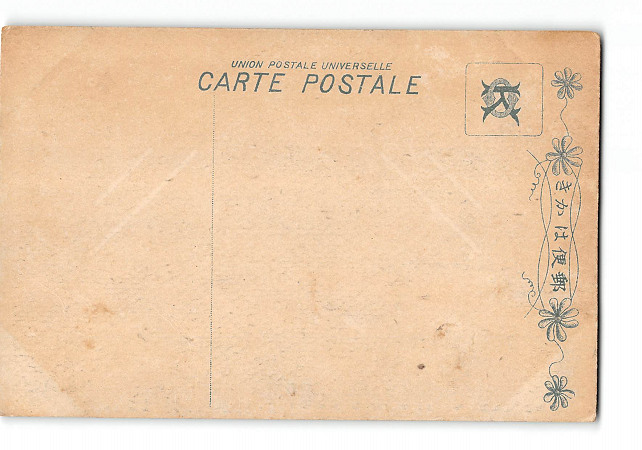 UNION POSTALE UNIVERSELLE
CARTE POSTALE
きかは便郵